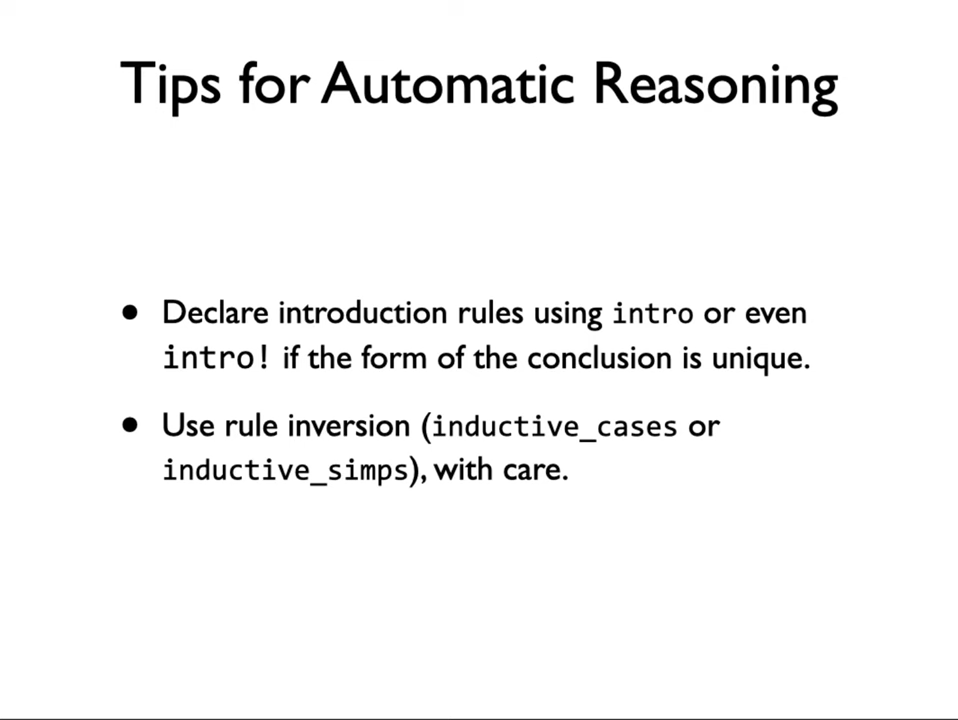 Tips for Automatic Reasoning
• Declare introduction rules using intro or even
intro! if the form of the conclusion is unique.
• Use rule inversion (inductive_cases or
inductive_simps), with care.